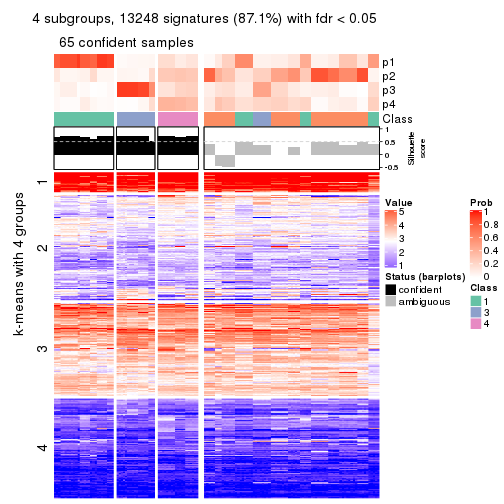 4 subgroups, 13248 signatures (87.1%) with fdr < 0.05
65 confident samples
p1
p2
p3
p4
Class
1
0.5
0
-0.5
Silhouette
score
k-means with 4 groups
1
2
3
4
Value
5
4
3
2
1
Status (barplots)
confident
ambiguous
Prob
1
0.8
0.6
0.4
0.2
0
Class
1
3
4